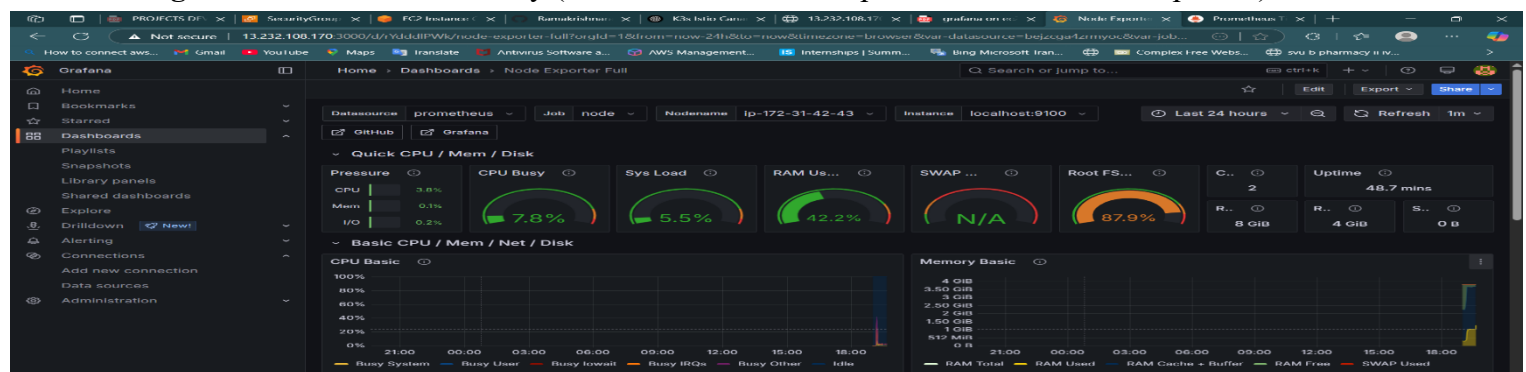 PROJECTS DEV
SecurityGroup
EC2 Instance C
Ramakrishnan
K3s Istio Canar
13.232.108.170
grafana on ec2
Node Exporter
Prometheus T
Not secure 13.232.108.170:3000/d/rYdddlPWk/node-exporter-full?orgId=1&from=now-24h&to=now&timezone=browser&var-datasource=bejzcqa4zrmyoc&var-job...
How to connect aws...
Gmail
YouTube
Maps
Translate
Antivirus Software a...
AWS Management...
Internships | Summ...
Bing Microsoft Tran...
Complex Free Webs...
svu b pharmacy ii iv...
Grafana
Home > Dashboards > Node Exporter Full
Search or jump to...
ctrl+k
Home
Bookmarks
Starred
Dashboards
Playlists
Snapshots
Library panels
Shared dashboards
Explore
Drilldown New!
Alerting
Connections
Add new connection
Data sources
Administration
Edit Export Share
Datasource prometheus Job node Nodename ip-172-31-42-43 Instance localhost:9100 Last 24 hours Refresh 1m
GitHub Grafana
Quick CPU / Mem / Disk
Pressure
CPU 3.8%
Mem 0.1%
I/O 0.2%
CPU Busy
7.8%
Sys Load
5.5%
RAM Us...
42.2%
SWAP ...
N/A
Root FS...
87.9%
C..
2
Uptime
48.7 mins
R..
8 GiB
R..
4 GiB
S..
0 B
Basic CPU / Mem / Net / Disk
CPU Basic
100%
80%
60%
40%
20%
0%
21:00 00:00 03:00 06:00 09:00 12:00 15:00 18:00
Busy System Busy User Busy Iowait Busy IRQs Busy Other Idle
Memory Basic
4 GiB
3.50 GiB
3 GiB
2.50 GiB
2 GiB
1.50 GiB
1 GiB
512 MiB
0 B
21:00 00:00 03:00 06:00 09:00 12:00 15:00 18:00
RAM Total RAM Used RAM Cache + Buffer RAM Free SWAP Used